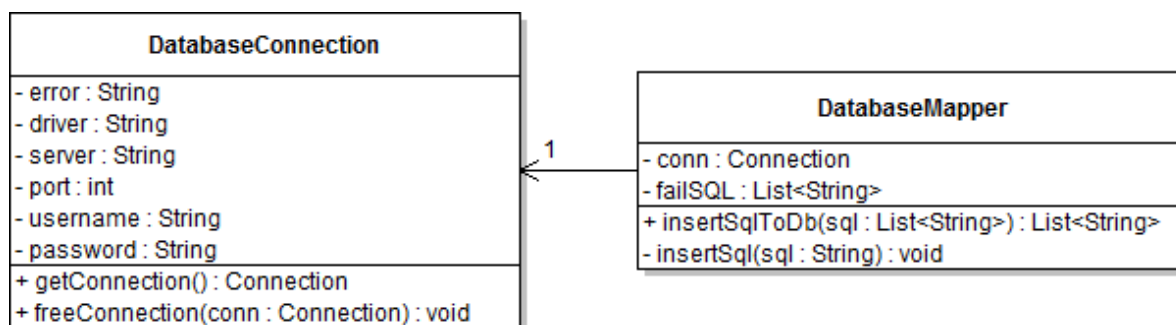 DatabaseConnection
- error : String
- driver : String
- server : String
- port : int
- username : String
- password : String
+ getConnection() : Connection
+ freeConnection(conn : Connection) : void
1
DatabaseMapper
- conn : Connection
- failSQL : List<String>
+ insertSqlToDb(sql : List<String>) : List<String>
- insertSql(sql : String) : void